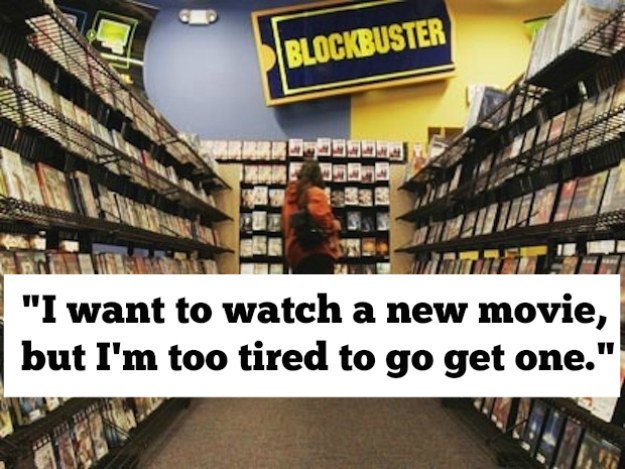 BLOCKBUSTER
"I want to watch a new movie,
but I'm too tired to go get one."